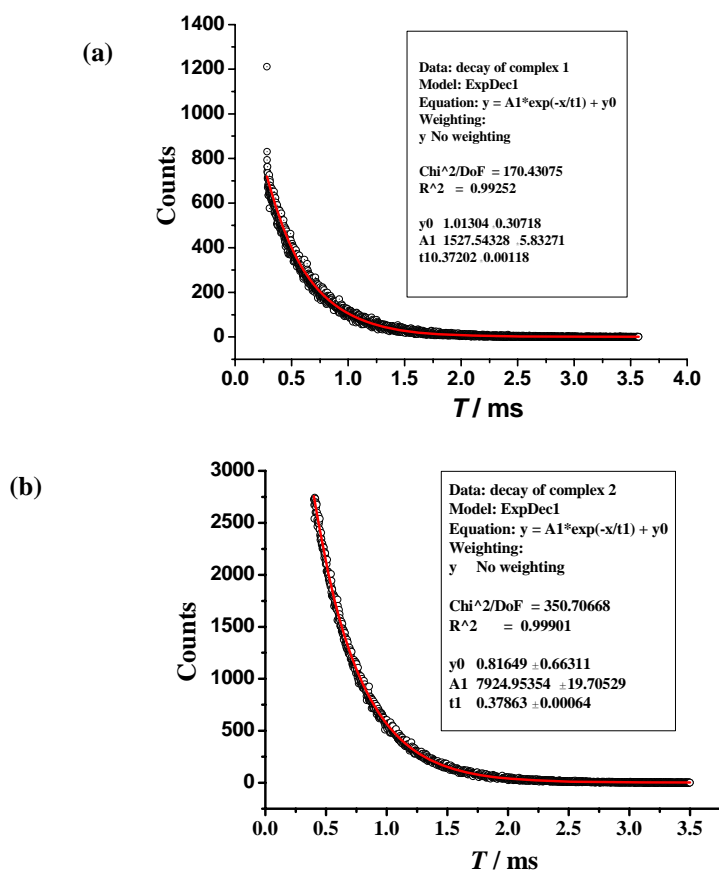 (a)
1400
1200
1000
800
600
400
200
0
Counts
Data: decay of complex 1
Model: ExpDec1
Equation: y = A1*exp(-x/t1) + y0
Weighting:
y No weighting
Chi^2/DoF = 170.43075
R^2 = 0.99252
y0 1.01304 0.30718
A1 1527.54328 5.83271
t10.37202 0.00118
0.0 0.5 1.0 1.5 2.0 2.5 3.0 3.5 4.0
T / ms
(b)
3000
2500
2000
1500
1000
500
0
Counts
Data: decay of complex 2
Model: ExpDec1
Equation: y = A1*exp(-x/t1) + y0
Weighting:
y No weighting
Chi^2/DoF = 350.70668
R^2 = 0.99901
y0 0.81649 ±0.66311
A1 7924.95354 ±19.70529
t1 0.37863 ±0.00064
0.0 0.5 1.0 1.5 2.0 2.5 3.0 3.5
T / ms